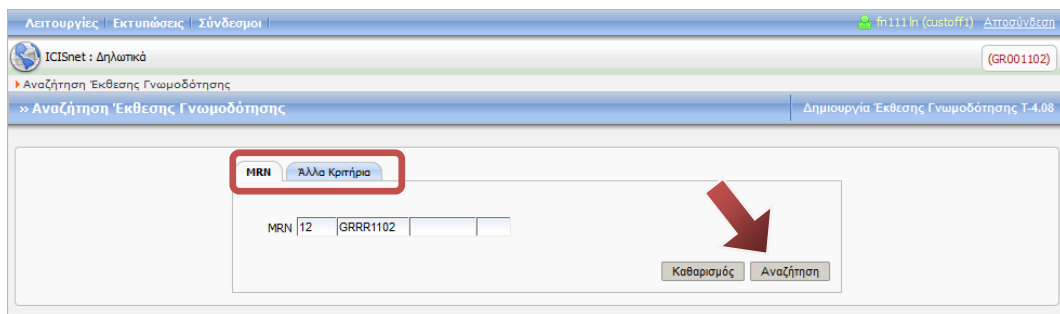 Λειτουργίες | Εκτυπώσεις | Σύνδεσμοι | fn111 ln (custoff1) Αποσύνδεση
ICISnet : Δηλωτικά (GR001102)
Αναζήτηση Έκθεσης Γνωμοδότησης
» Αναζήτηση Έκθεσης Γνωμοδότησης Δημιουργία Έκθεσης Γνωμοδότησης Τ-4.08
MRN Άλλα Κριτήρια
MRN 12 GRRR1102
Καθαρισμός Αναζήτηση